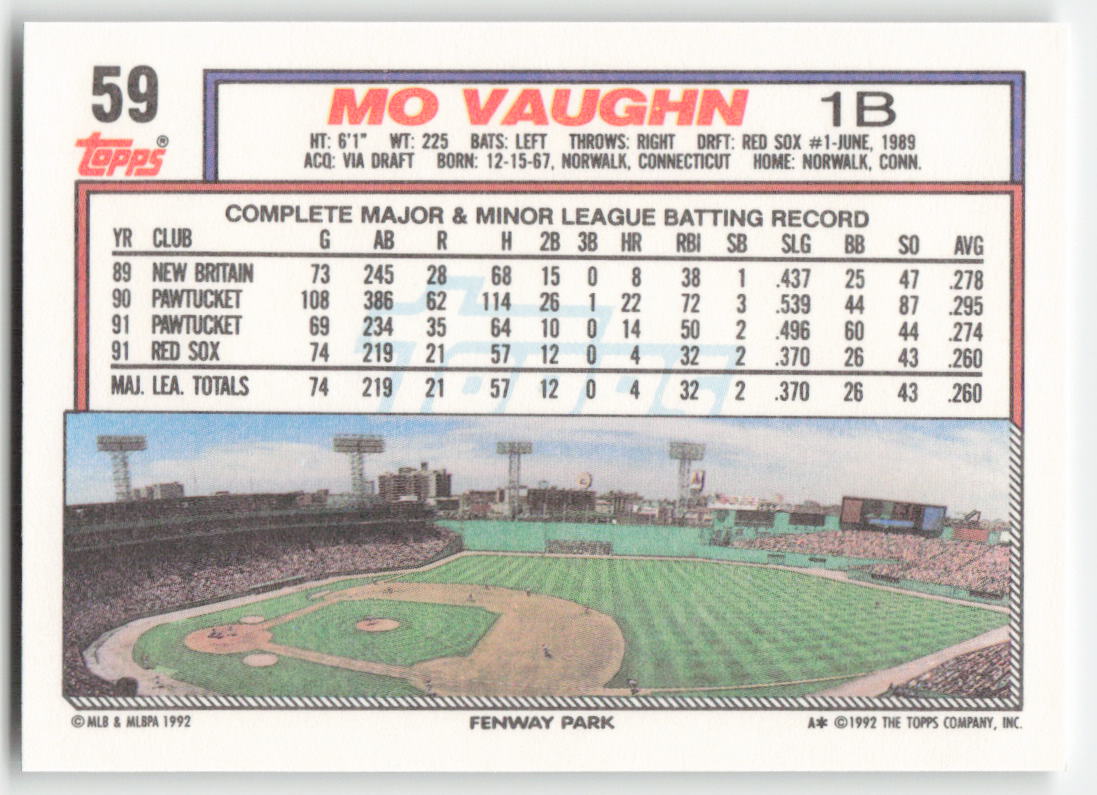 59
Topps®
MO VAUGHN 1B
HT: 6'1" WT: 225 BATS: LEFT THROWS: RIGHT DRFT: RED SOX #1-JUNE, 1989
ACQ: VIA DRAFT BORN: 12-15-67, NORWALK, CONNECTICUT HOME: NORWALK, CONN.
COMPLETE MAJOR & MINOR LEAGUE BATTING RECORD
YR CLUB G AB R H 2B 3B HR RBI SB SLG BB SO AVG
89 NEW BRITAIN 73 245 28 68 15 0 8 38 1 .437 25 47 .278
90 PAWTUCKET 108 386 62 114 26 1 22 72 3 .539 44 87 .295
91 PAWTUCKET 69 234 35 64 10 0 14 50 2 .496 60 44 .274
91 RED SOX 74 219 21 57 12 0 4 32 2 .370 26 43 .260
MAJ. LEA. TOTALS 74 219 21 57 12 0 4 32 2 .370 26 43 .260
Topps
© MLB & MLBPA 1992 FENWAY PARK A* © 1992 THE TOPPS COMPANY, INC.